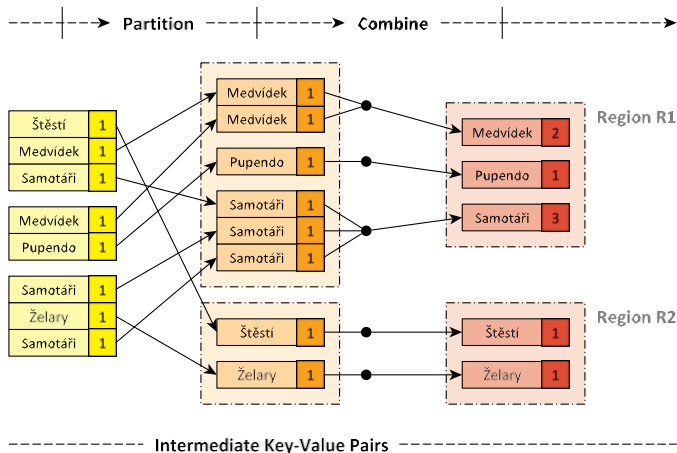 Partition
Combine
Štěstí 1
Medvídek 1
Samotáři 1
Medvídek 1
Pupendo 1
Samotáři 1
Želary 1
Samotáři 1
Medvídek 1
Medvídek 1
Pupendo 1
Samotáři 1
Samotáři 1
Samotáři 1
Štěstí 1
Želary 1
Region R1
Medvídek 2
Pupendo 1
Samotáři 3
Region R2
Štěstí 1
Želary 1
Intermediate Key-Value Pairs